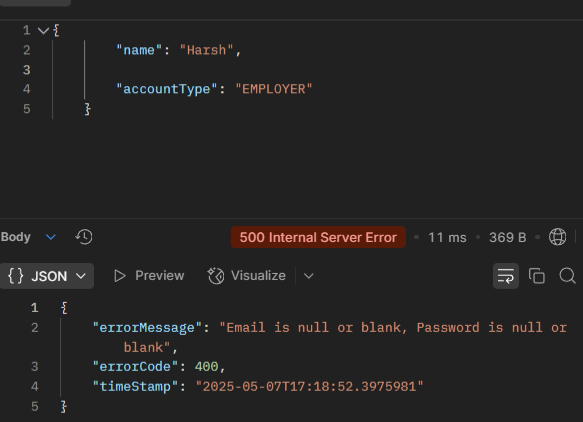 1 {
2 "name": "Harsh",
3
4 "accountType": "EMPLOYER"
5 }
Body 500 Internal Server Error • 11 ms • 369 B •
{} JSON Preview Visualize
1 {
2 "errorMessage": "Email is null or blank, Password is null or
blank",
3 "errorCode": 400,
4 "timeStamp": "2025-05-07T17:18:52.3975981"
5 }